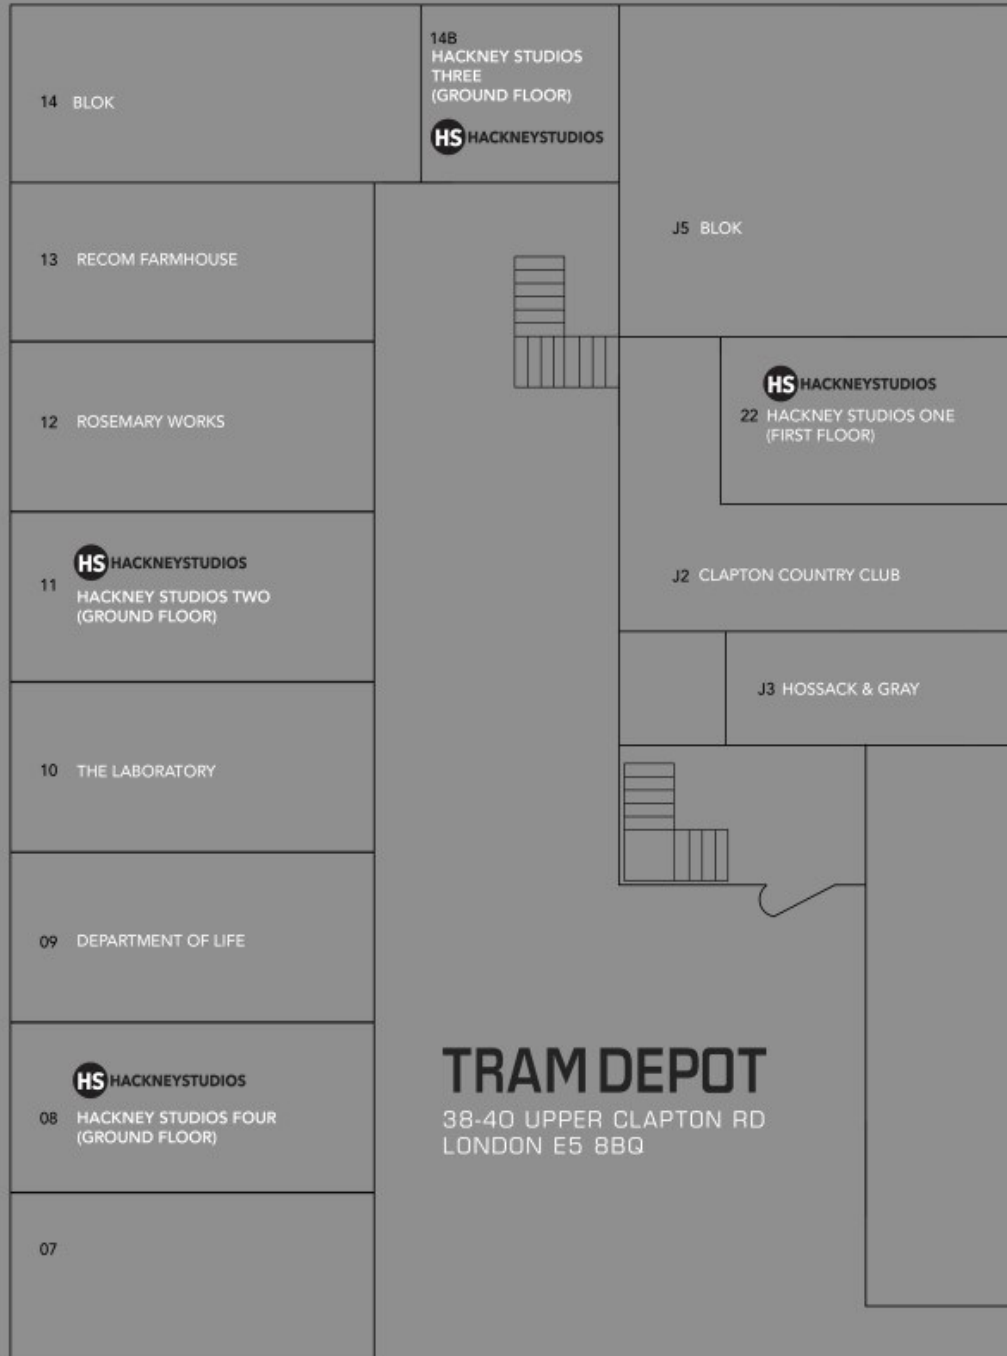 14 BLOK
14B
HACKNEY STUDIOS
THREE
(GROUND FLOOR)
HS HACKNEYSTUDIOS
13 RECOM FARMHOUSE
J5 BLOK
12 ROSEMARY WORKS
HS HACKNEYSTUDIOS
22 HACKNEY STUDIOS ONE
(FIRST FLOOR)
HS HACKNEYSTUDIOS
11 HACKNEY STUDIOS TWO
(GROUND FLOOR)
J2 CLAPTON COUNTRY CLUB
J3 HOSSACK & GRAY
10 THE LABORATORY
09 DEPARTMENT OF LIFE
HS HACKNEYSTUDIOS
08 HACKNEY STUDIOS FOUR
(GROUND FLOOR)
TRAM DEPOT
38-40 UPPER CLAPTON RD
LONDON E5 8BQ
07